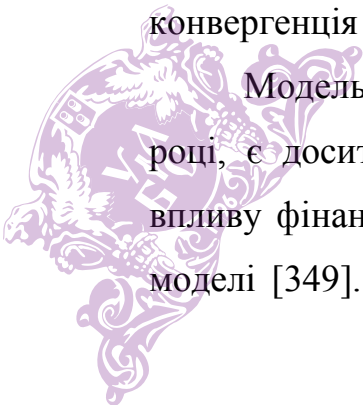 конвергенція
Модель
році, є досит
впливу фінан
моделі [349].